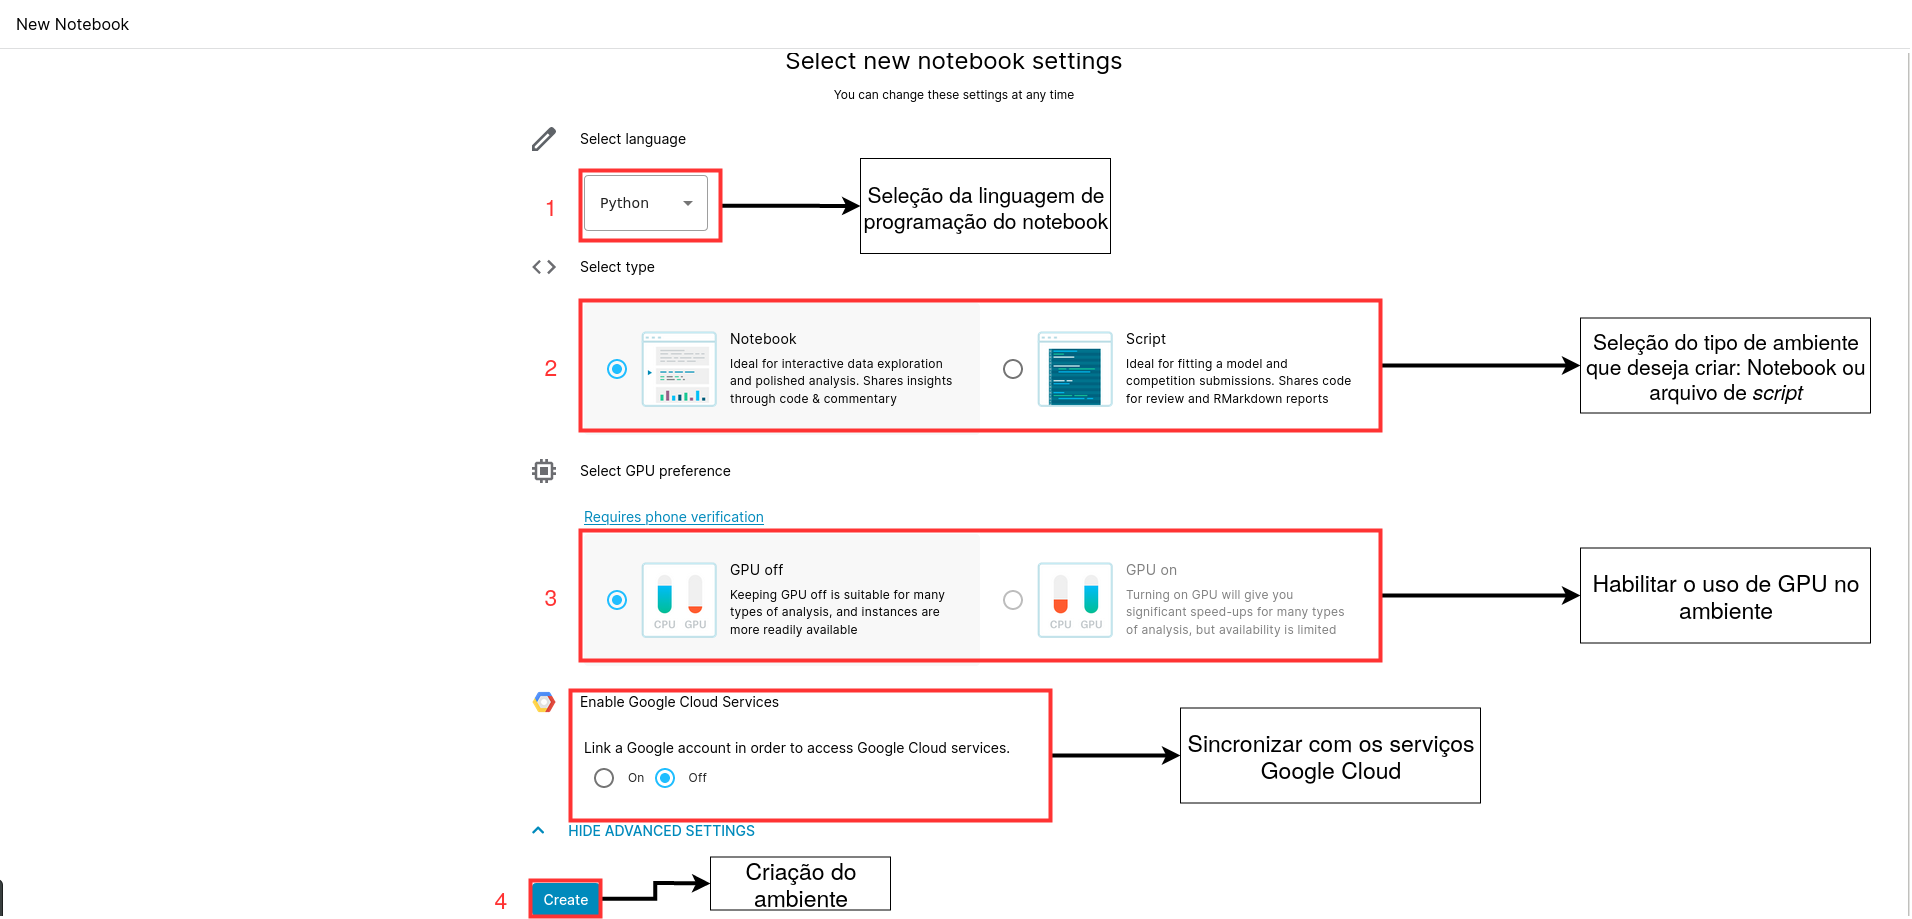 New Notebook
Select new notebook settings
You can change these settings at any time
Select language
1
Python
Seleção da linguagem de
programação do notebook
Select type
2
Notebook
Ideal for interactive data exploration
and polished analysis. Shares insights
through code & commentary
Script
Ideal for fitting a model and
competition submissions. Shares code
for review and RMarkdown reports
Seleção do tipo de ambiente
que deseja criar: Notebook ou
arquivo de script
Select GPU preference
Requires phone verification
3
CPU GPU
GPU off
Keeping GPU off is suitable for many
types of analysis, and instances are
more readily available
CPU GPU
GPU on
Turning on GPU will give you
significant speed-ups for many types
of analysis, but availability is limited
Habilitar o uso de GPU no
ambiente
Enable Google Cloud Services
Link a Google account in order to access Google Cloud services.
On Off
Sincronizar com os serviços
Google Cloud
HIDE ADVANCED SETTINGS
4
Create
Criação do
ambiente